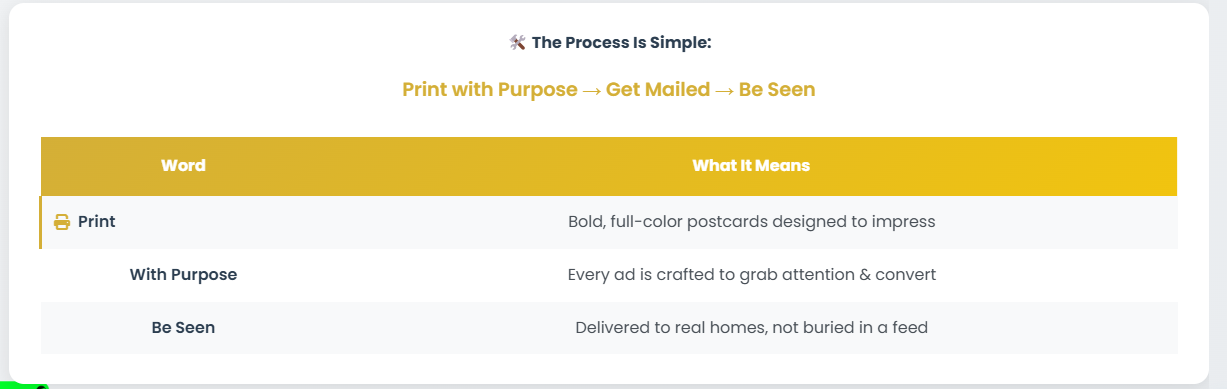 🛠 The Process Is Simple:
Print with Purpose → Get Mailed → Be Seen
Word What It Means
Print Bold, full-color postcards designed to impress
With Purpose Every ad is crafted to grab attention & convert
Be Seen Delivered to real homes, not buried in a feed